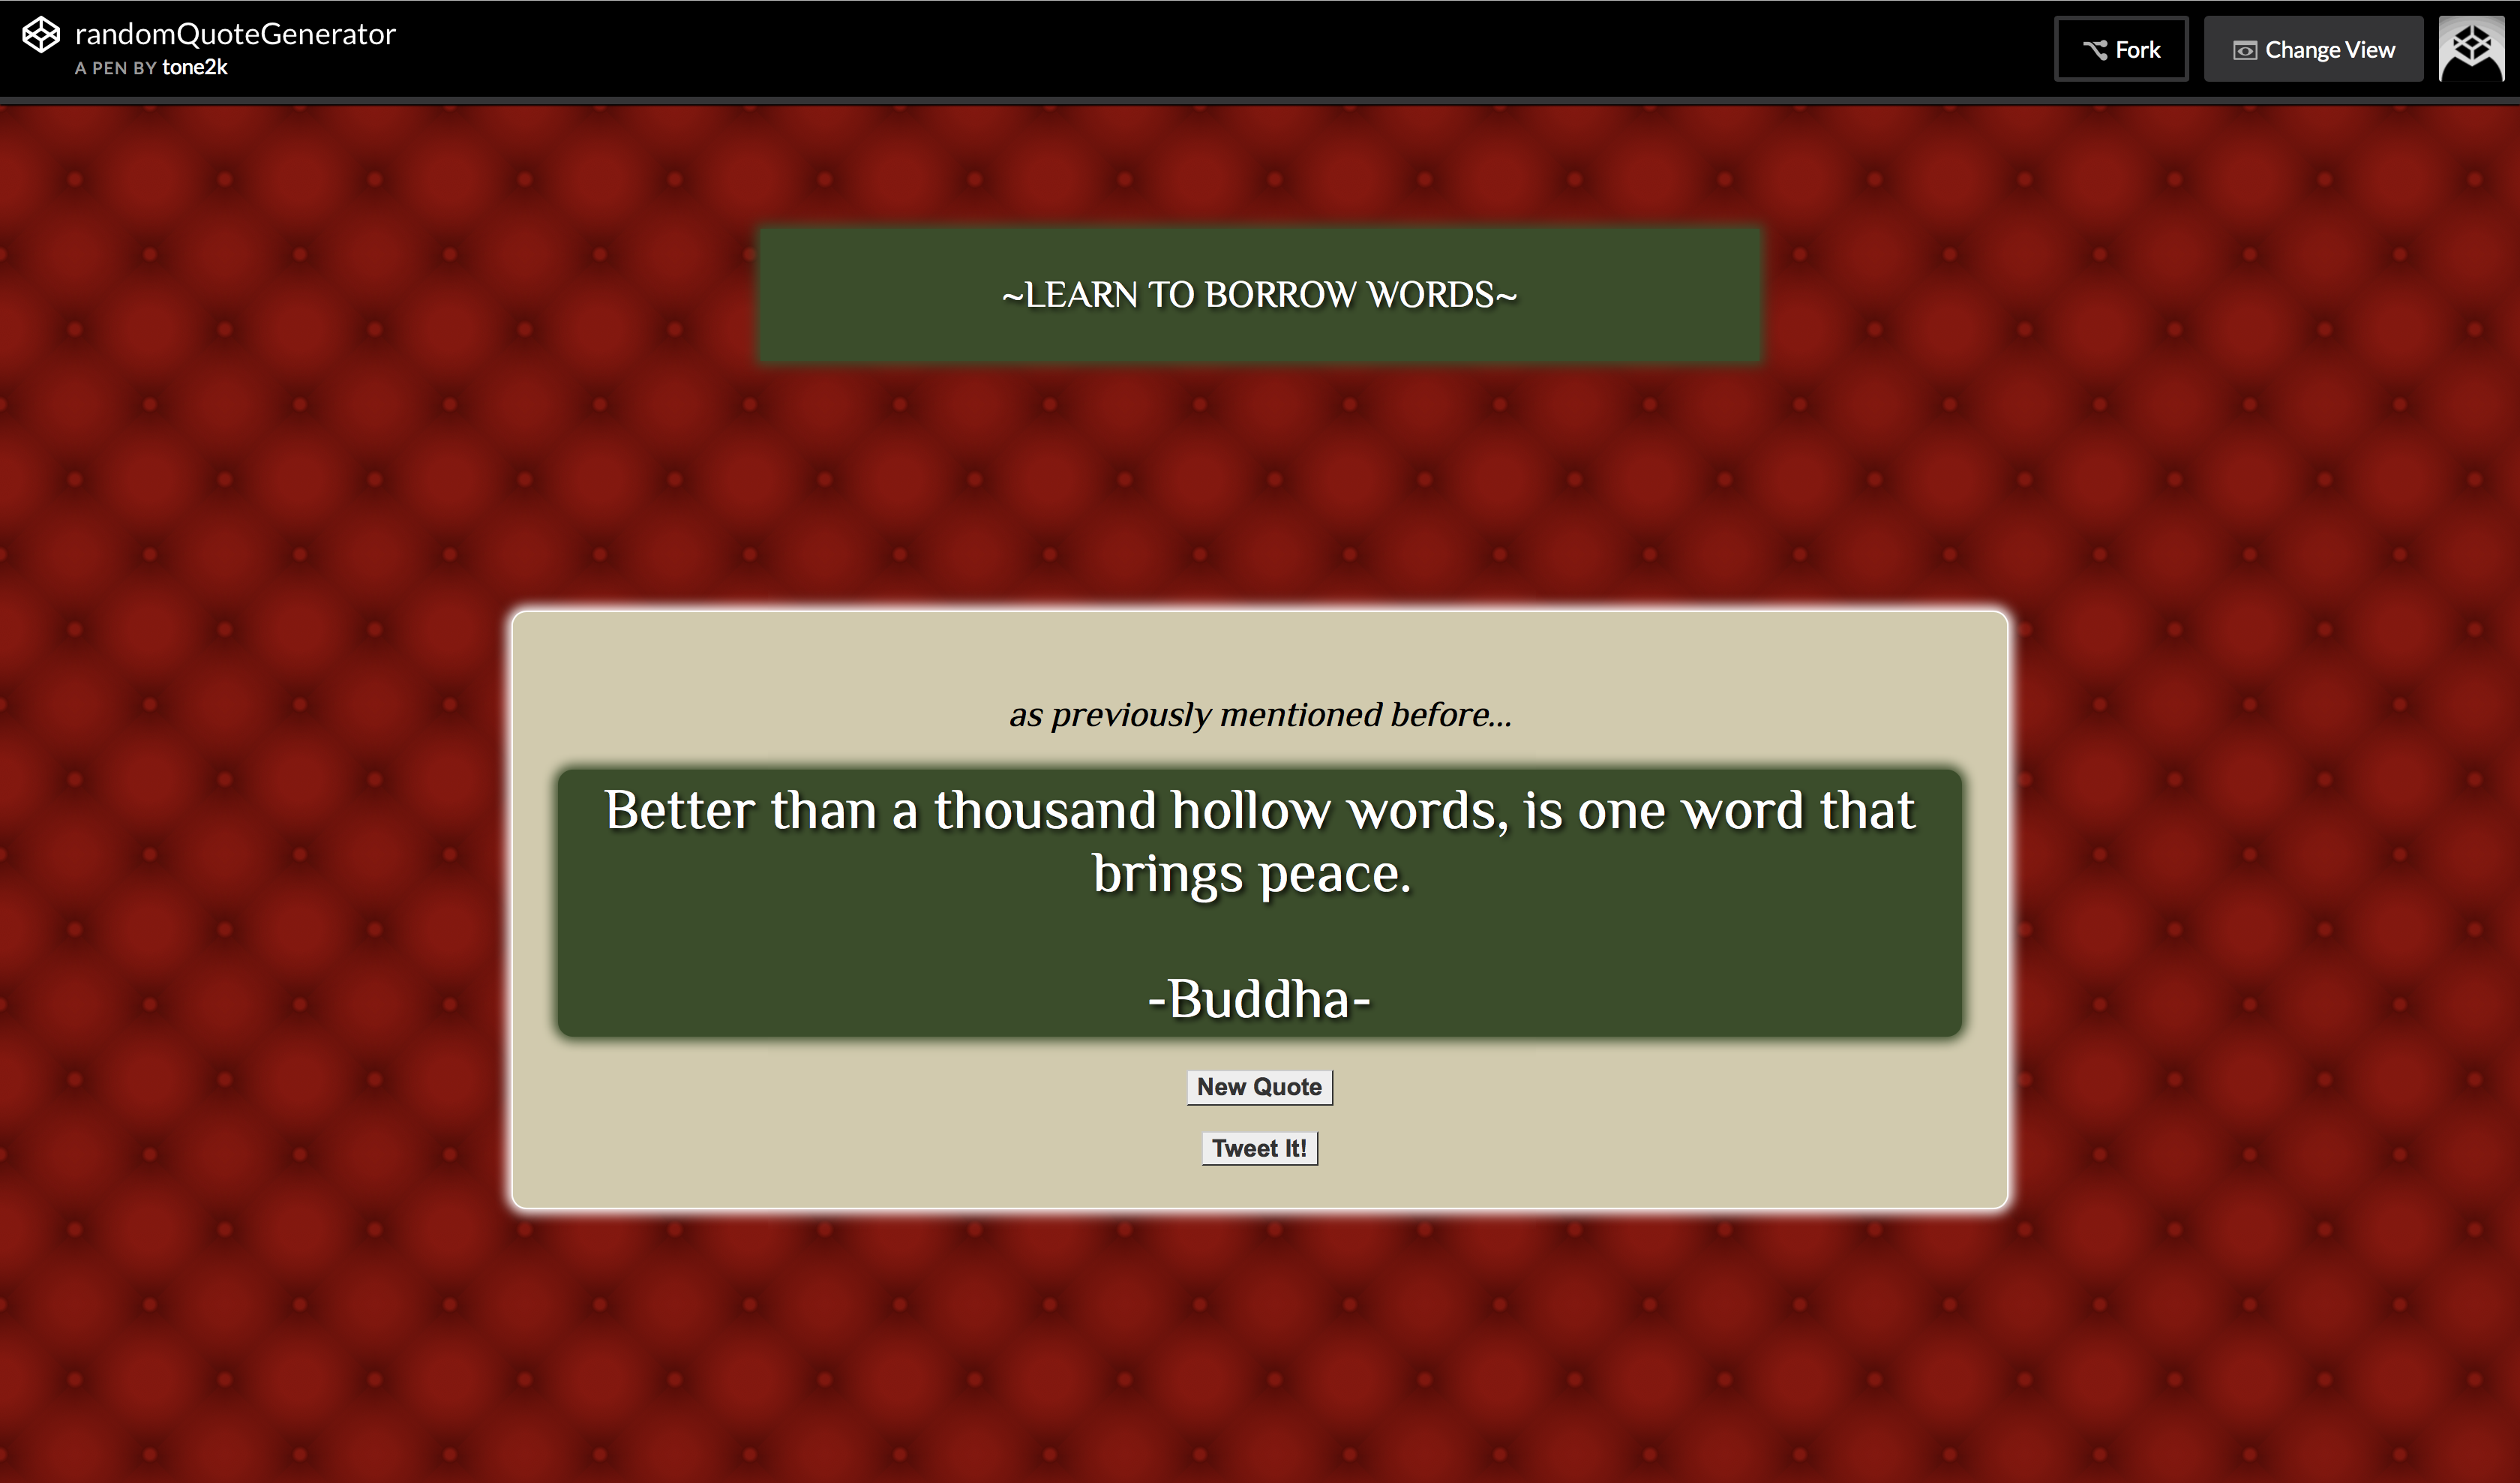 randomQuoteGenerator
A PEN BY tone2k
Fork
Change View
~LEARN TO BORROW WORDS~
as previously mentioned before...
Better than a thousand hollow words, is one word that
brings peace.
-Buddha-
New Quote
Tweet It!